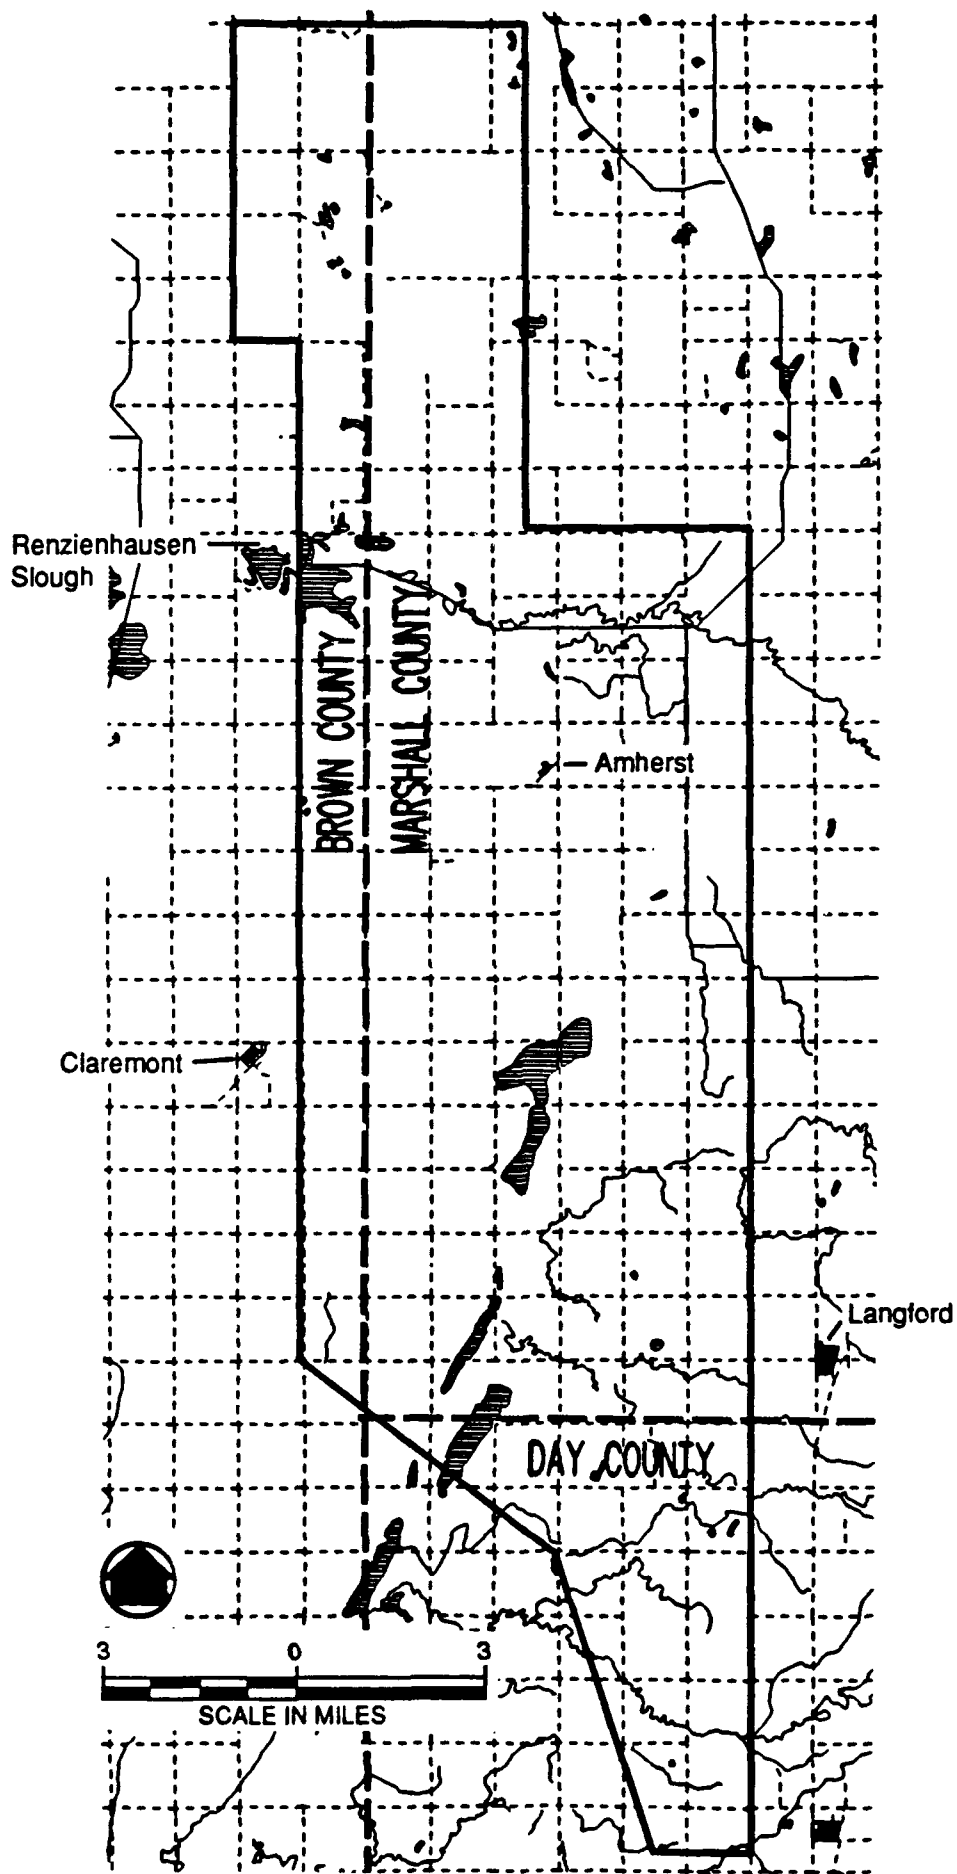 Renzienhausen
Slough
BROWN COUNTY
MARSHALL COUNTY
Amherst
Claremont
Langford
DAY COUNTY
3 0 3
SCALE IN MILES